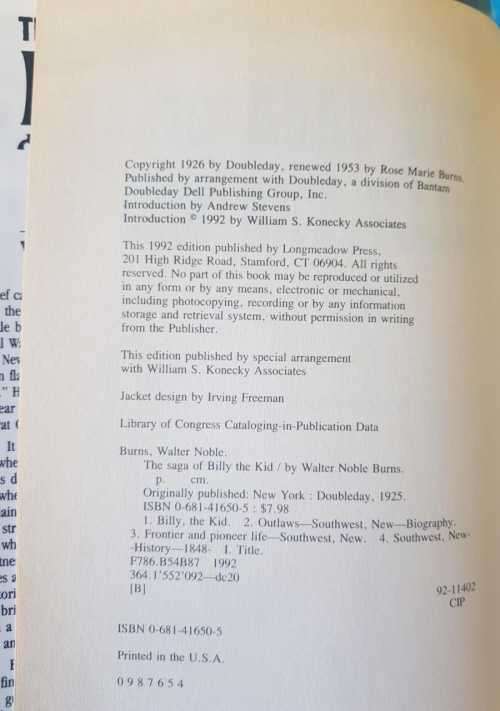 Copyright 1926 by Doubleday, renewed 1953 by Rose Marie Burns.
Published by arrangement with Doubleday, a division of Bantam
Doubleday Dell Publishing Group, Inc.
Introduction by Andrew Stevens
Introduction © 1992 by William S. Konecky Associates
This 1992 edition published by Longmeadow Press,
201 High Ridge Road, Stamford, CT 06904. All rights
reserved. No part of this book may be reproduced or utilized
in any form or by any means, electronic or mechanical,
including photocopying, recording or by any information
storage and retrieval system, without permission in writing
from the Publisher.
This edition published by special arrangement
with William S. Konecky Associates
Jacket design by Irving Freeman
Library of Congress Cataloging-in-Publication Data
Burns, Walter Noble.
The saga of Billy the Kid / by Walter Noble Burns.
p. cm.
Originally published: New York : Doubleday, 1925.
ISBN 0-681-41650-5 : $7.98
1. Billy, the Kid. 2. Outlaws—Southwest, New—Biography.
3. Frontier and pioneer life—Southwest, New. 4. Southwest, New-
-History—1848- I. Title.
F786.B54B87 1992
364.1'552'092—dc20
[B]
92-11402
CIP
ISBN 0-681-41650-5
Printed in the U.S.A.
0 9 8 7 6 5 4